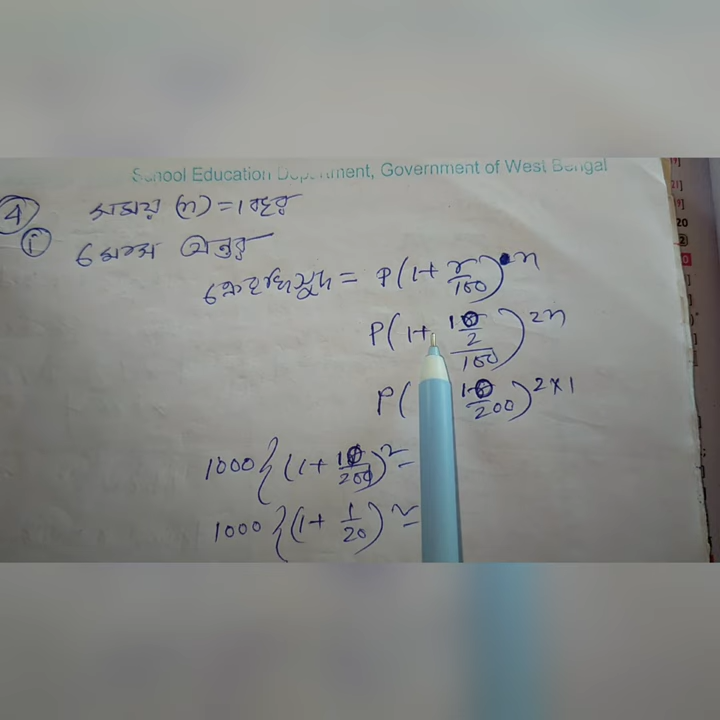 School Education Department, Government of West Bengal
4 সময় (n) = 1 বছর
i 6 মাস অন্তর
চক্রবৃদ্ধি সুদ = P(1 + r/100)^n
P(1 + 10/2/100)^2n
P( 10/200)^2×1
1000 {(1 + 10/200)^2 –
1000 {(1 + 1/20)^2 =